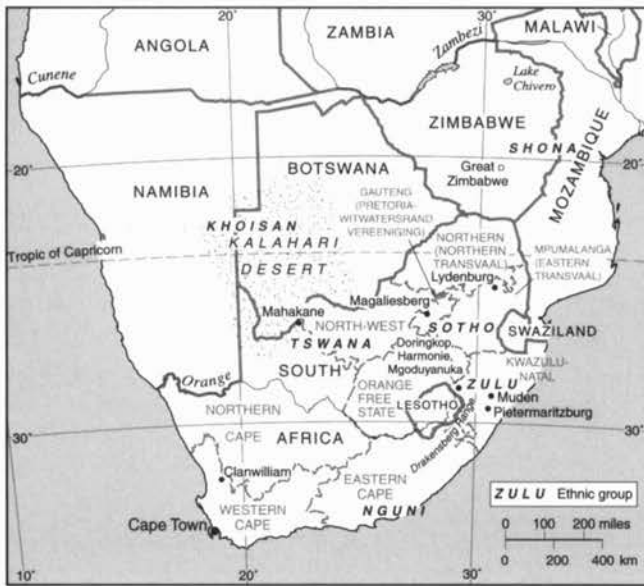 10°
20°
30°
ANGOLA
ZAMBIA
MALAWI
Cunene
Zambezi
Lake
Chivero
ZIMBABWE
SHONA
MOZAMBIQUE
Great
Zimbabwe
20°
20°
NAMIBIA
BOTSWANA
GAUTENG
(PRETORIA-
WITWATERSRAND
VEREENIGING)
KHOISAN
KALAHARI
DESERT
Tropic of Capricorn
NORTHERN
(NORTHERN
TRANSVAAL)
Lydenburg
MPUMALANGA
(EASTERN
TRANSVAAL)
Magaliesberg
Mahakane
NORTH-WEST
SOTHO
SWAZILAND
TSWANA
Doringkop,
Harmonie,
Mgoduyanuka
KWAZULU-
NATAL
SOUTH
AFRICA
Orange
ORANGE
FREE
STATE
LESOTHO
ZULU
Muden
Pietermaritzburg
NORTHERN
CAPE
30°
30°
Drakensberg Range
Clanwilliam
EASTERN
CAPE
WESTERN
CAPE
NGUNI
Cape Town
ZULU Ethnic group
0 100 200 miles
0 200 400 km
10°
20°
30°